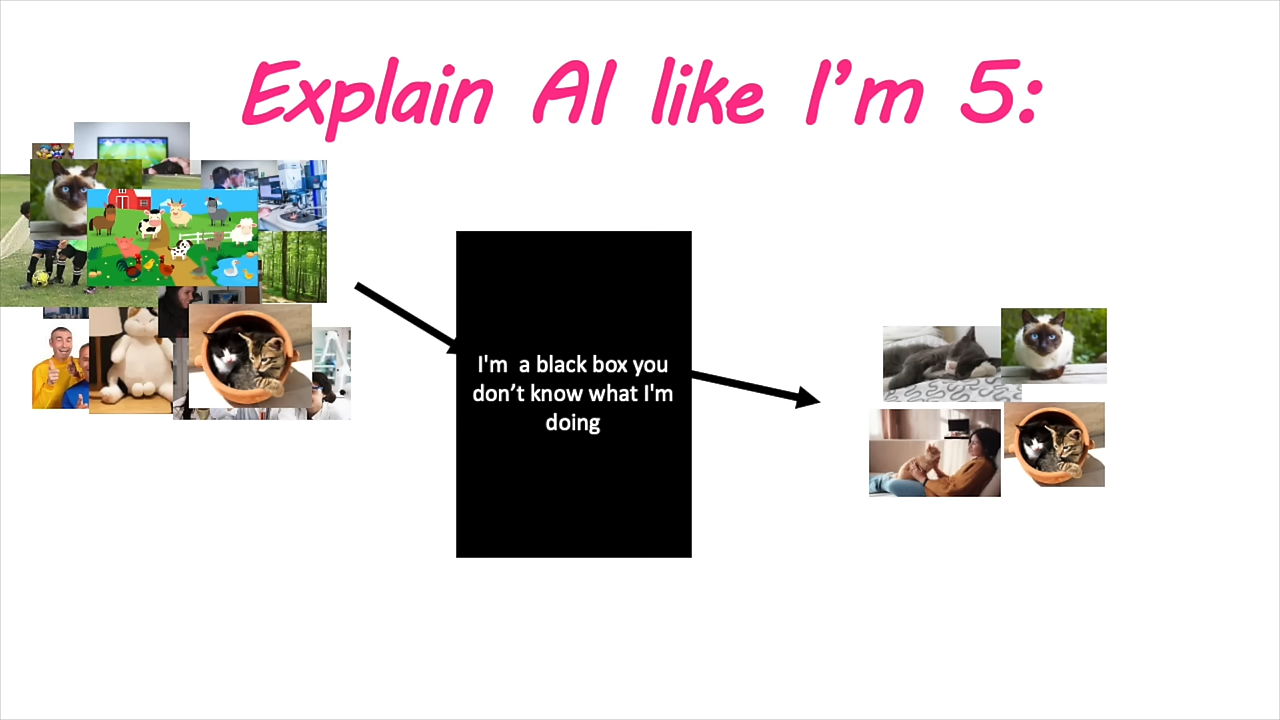 Explain AI like I'm 5:
I'm  a black box you
don’t know what I'm
doing